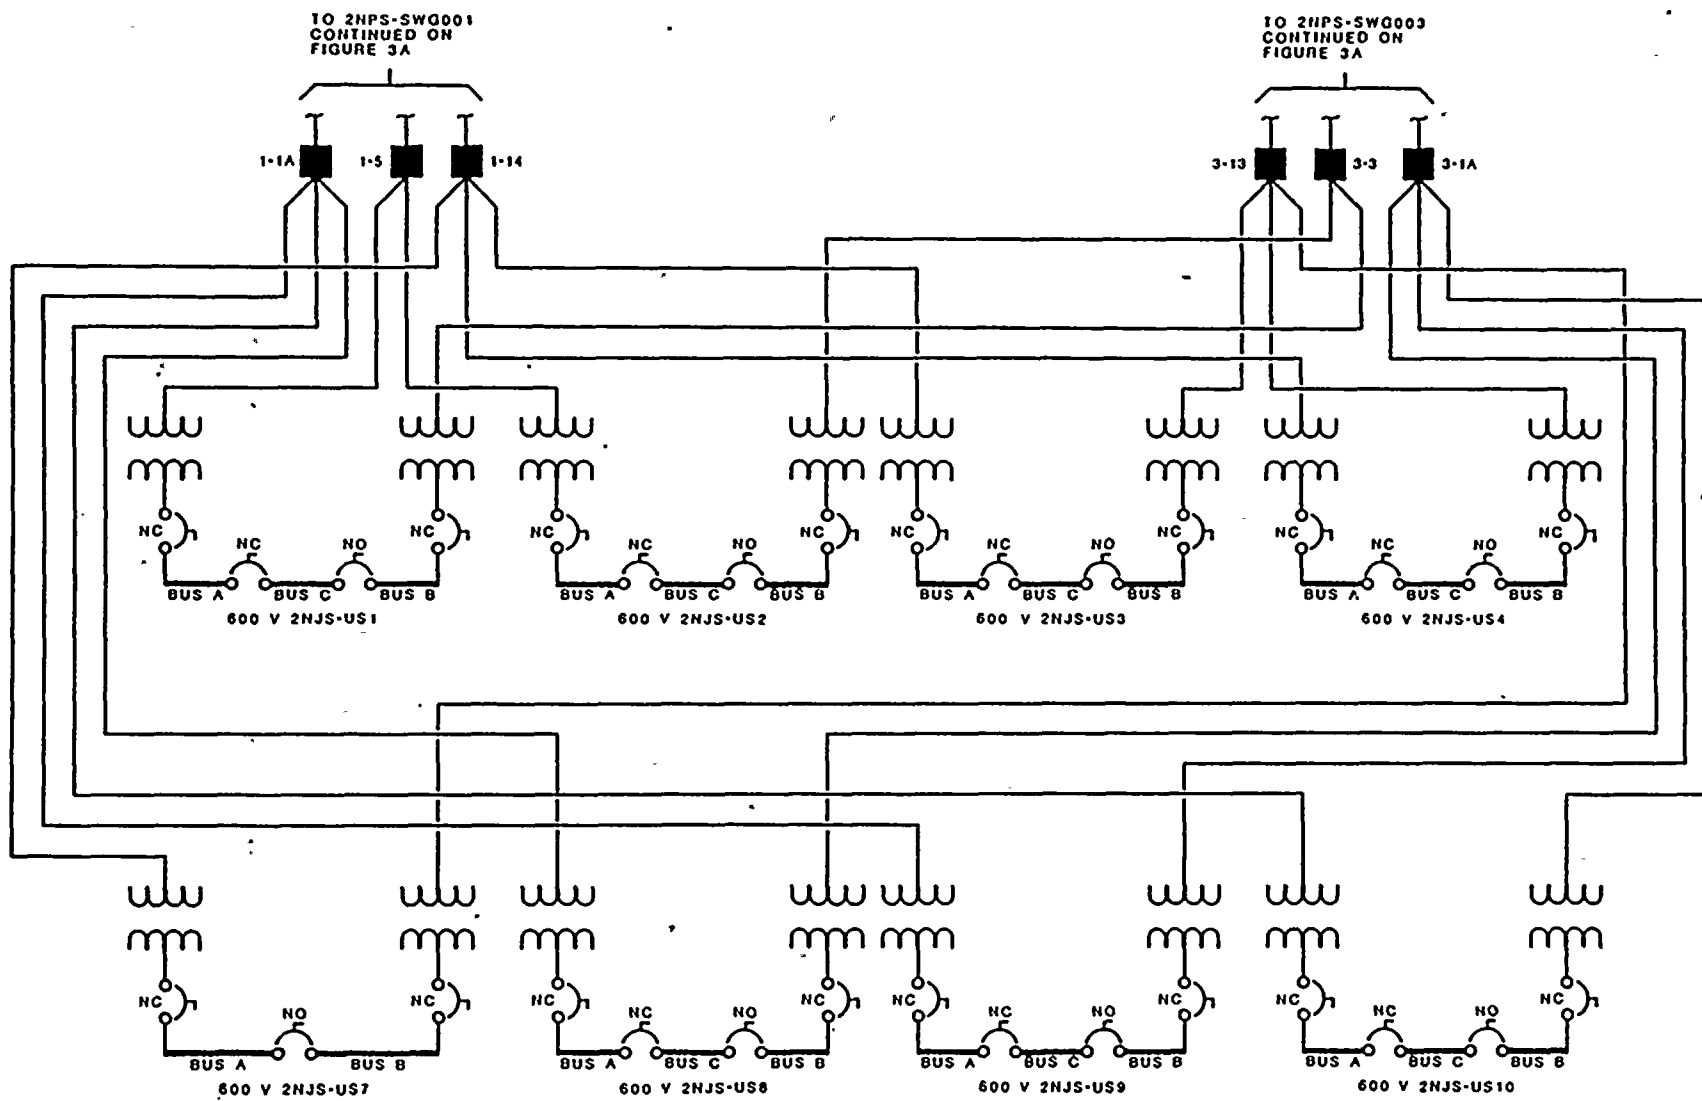 TO 2NPS-SWG001
CONTINUED ON
FIGURE 3A
TO 2NPS-SWG003
CONTINUED ON
FIGURE 3A
1-1A
1-5
1-14
3-13
3-3
3-1A
NC
NC
NC
NC
NC
NC
NC
NC
NC
NO
NC
NO
NC
NO
NC
NO
BUS A
BUS C
BUS B
BUS A
BUS C
BUS B
BUS A
BUS C
BUS B
BUS A
BUS C
BUS B
600 V 2NJS-US1
600 V 2NJS-US2
600 V 2NJS-US3
600 V 2NJS-US4
NC
NC
NC
NC
NC
NC
NC
NC
NO
NC
NO
NC
NO
NC
NO
BUS A
BUS B
BUS A
BUS C
BUS B
BUS A
BUS C
BUS B
BUS A
BUS C
BUS B
600 V 2NJS-US7
600 V 2NJS-US8
600 V 2NJS-US9
600 V 2NJS-US10